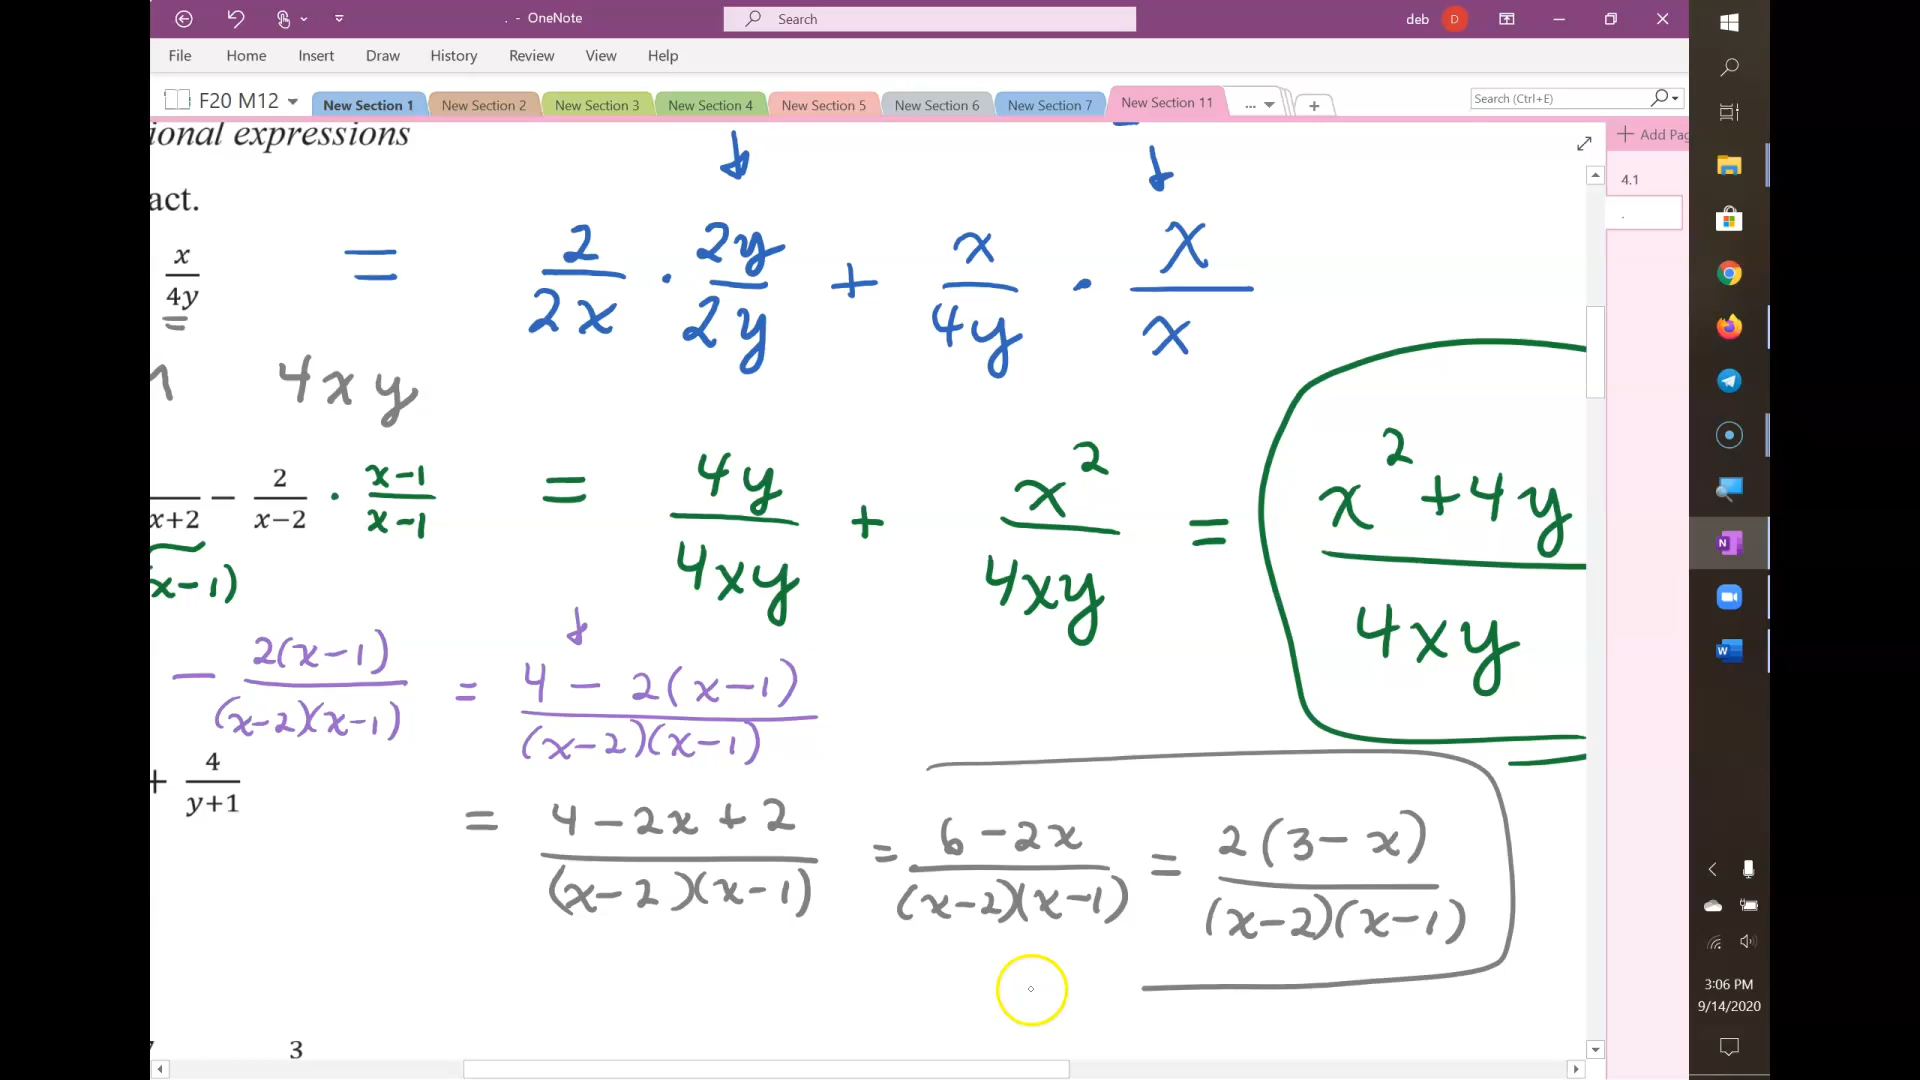 . - OneNote
Search
deb D
File Home Insert Draw History Review View Help
F20 M12
New Section 1 New Section 2 New Section 3 New Section 4 New Section 5 New Section 6 New Section 7 New Section 11 ... +
Search (Ctrl+E)
Add Pag
4.1
.
ional expressions
act.
x/4y = 2/2x · 2y/2y + x/4y · x/x
4xy
x+2 - 2/x-2 · x-1/x-1
x-1)
= 4y/4xy + x²/4xy = x²+4y/4xy
- 2(x-1)/(x-2)(x-1) = 4 - 2(x-1)/(x-2)(x-1)
+ 4/y+1
= 4-2x+2/(x-2)(x-1) = 6-2x/(x-2)(x-1) = 2(3-x)/(x-2)(x-1)
3
N
W
3:06 PM
9/14/2020